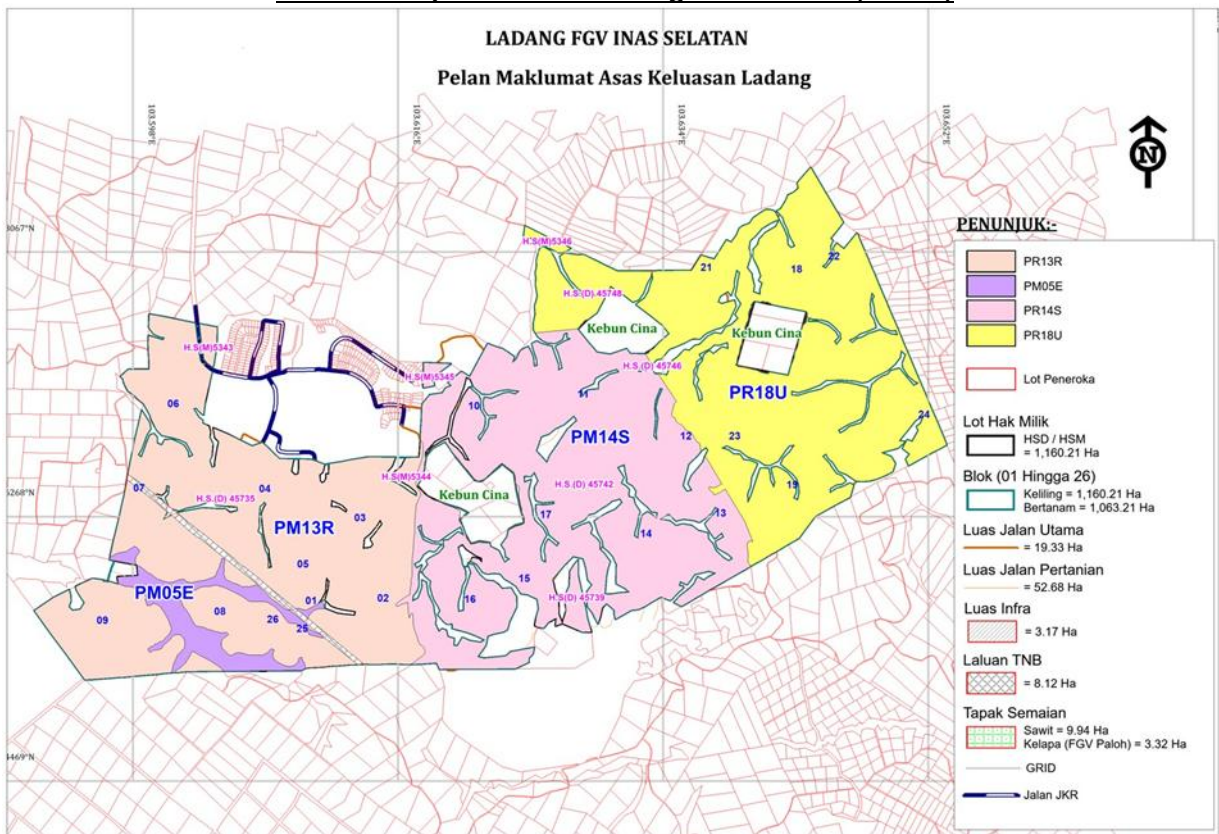 LADANG FGV INAS SELATAN
Pelan Maklumat Asas Keluasan Ladang
103.598°E
103.616°E
103.634°E
103.652°E
N
H.S(M)5346
21
18
22
H.S.(D) 45748
Kebun Cina
Kebun Cina
H.S(M)5343
H.S(M)5345
H.S.(D) 45746
06
10
11
PR18U
24
PM14S
12
23
H.S(M)5344
07
04
H.S.(D) 45735
Kebun Cina
H.S.(D) 45742
19
PM13R
03
17
13
14
05
PM05E
01
02
15
16
H.S(D) 45739
09
08
26
25
PENUNJUK:-
PR13R
PM05E
PR14S
PR18U
Lot Peneroka
Lot Hak Milik
HSD / HSM
= 1,160.21 Ha
Blok (01 Hingga 26)
Keliling = 1,160.21 Ha
Bertanam = 1,063.21 Ha
Luas Jalan Utama
= 19.33 Ha
Luas Jalan Pertanian
= 52.68 Ha
Luas Infra
= 3.17 Ha
Laluan TNB
= 8.12 Ha
Tapak Semaian
Sawit = 9.94 Ha
Kelapa (FGV Paloh) = 3.32 Ha
GRID
Jalan JKR